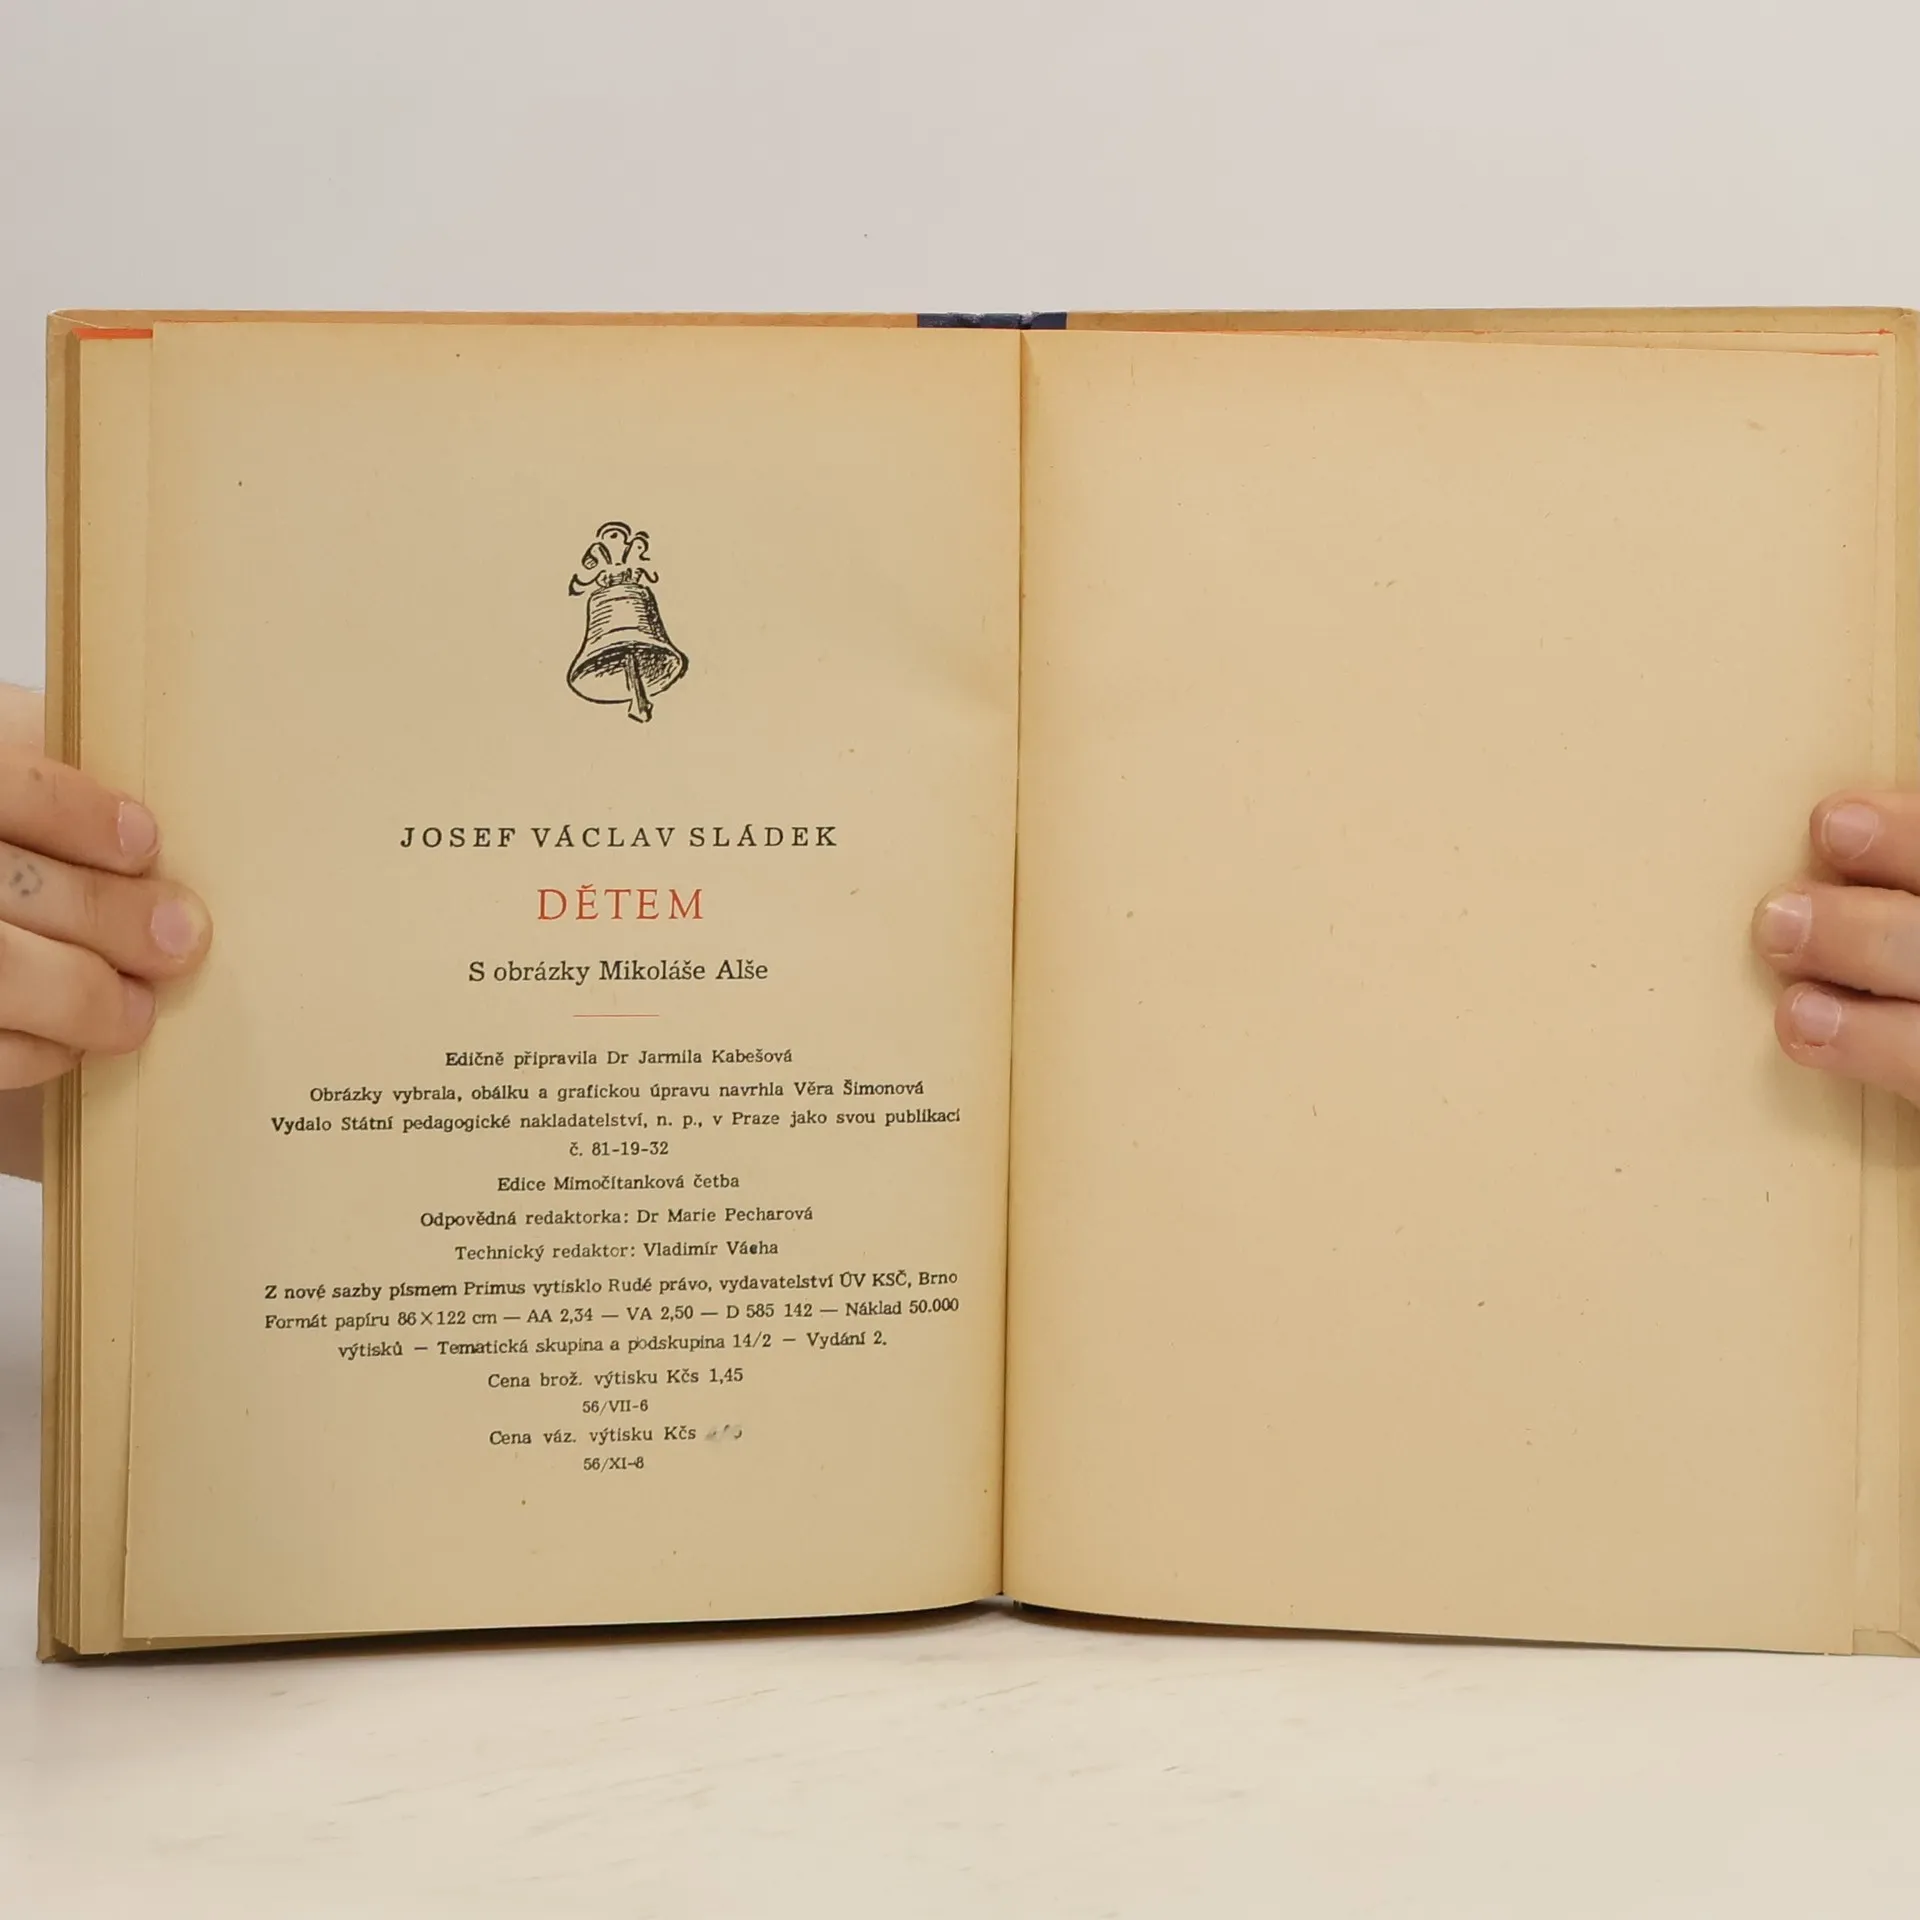 JOSEF VÁCLAV SLÁDEK
DĚTEM
S obrázky Mikoláše Alše
Edičně připravila Dr Jarmila Kabešová
Obrázky vybrala, obálku a grafickou úpravu navrhla Věra Šimonová
Vydalo Státní pedagogické nakladatelství, n. p., v Praze jako svou publikaci
č. 81-19-32
Edice Mimočítanková četba
Odpovědná redaktorka: Dr Marie Pecharová
Technický redaktor: Vladimír Vácha
Z nové sazby písmem Primus vytisklo Rudé právo, vydavatelství ÚV KSČ, Brno
Formát papíru 86×122 cm — AA 2,34 — VA 2,50 — D 585 142 — Náklad 50.000
výtisků — Tematická skupina a podskupina 14/2 — Vydání 2.
Cena brož. výtisku Kčs 1,45
56/VII-6
Cena váz. výtisku Kčs
56/XI-8